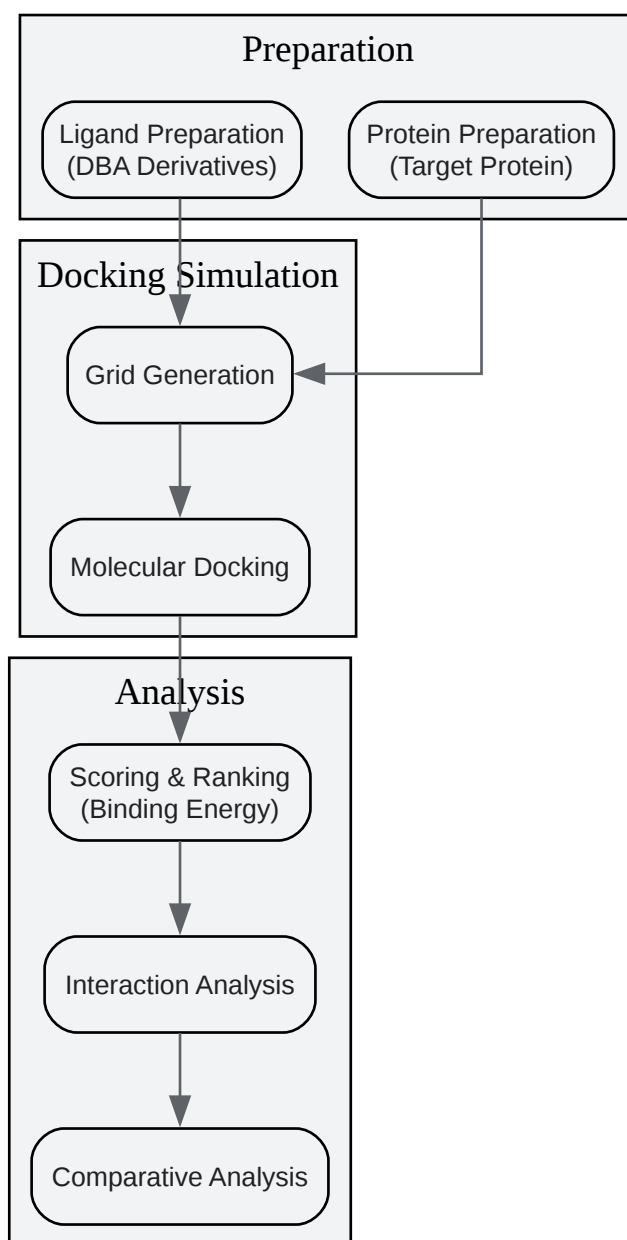 Preparation
Ligand Preparation
(DBA Derivatives)
Protein Preparation
(Target Protein)
Docking Simulation
Grid Generation
Molecular Docking
Analysis
Scoring & Ranking
(Binding Energy)
Interaction Analysis
Comparative Analysis